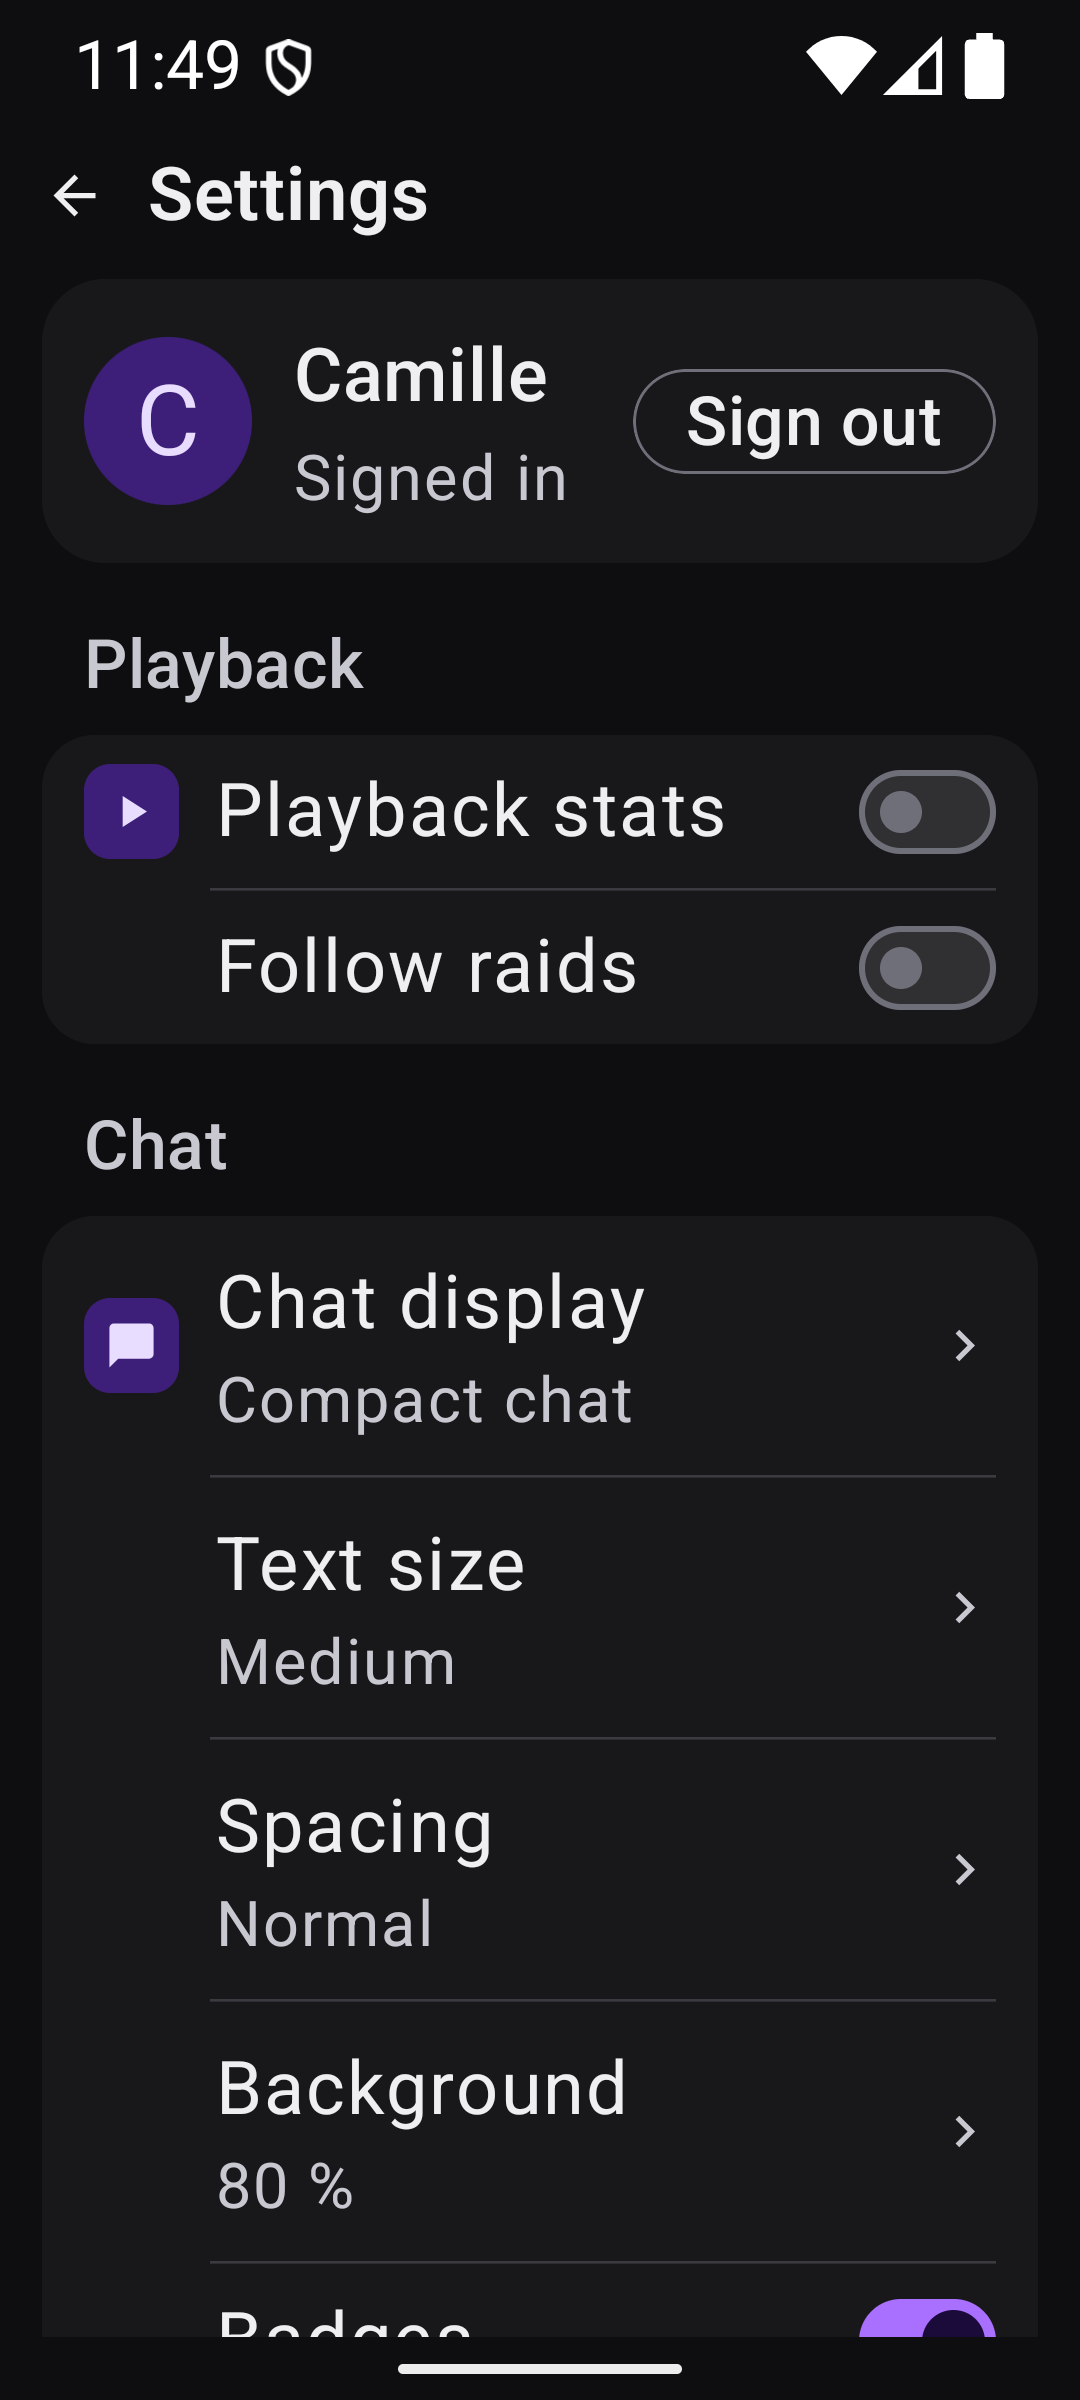 11:49
Settings
C
Camille
Signed in
Sign out
Playback
Playback stats
Follow raids
Chat
Chat display
Compact chat
Text size
Medium
Spacing
Normal
Background
80 %
Badges